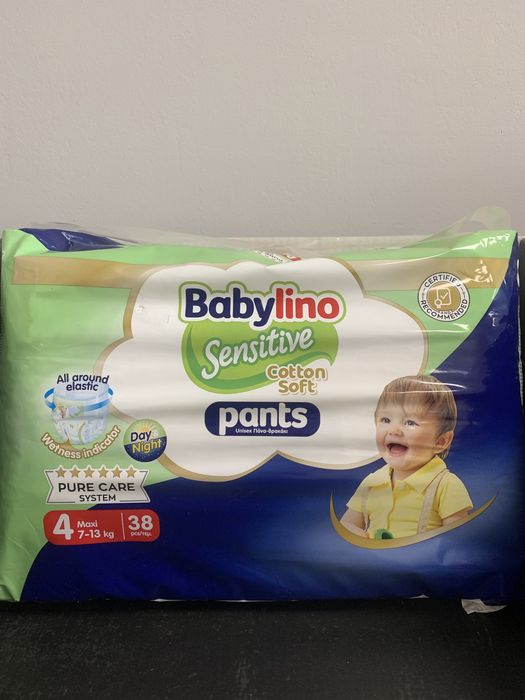 Babylino
Sensitive
Cotton
Soft
pants
Unisex Πάνα-Βρακάκι
CERTIFIED
RECOMMENDED
All around
elastic
Wetness indicator
Day
Night
PURE CARE
SYSTEM
4 Maxi
7-13 kg
38
pcs/τεμ.